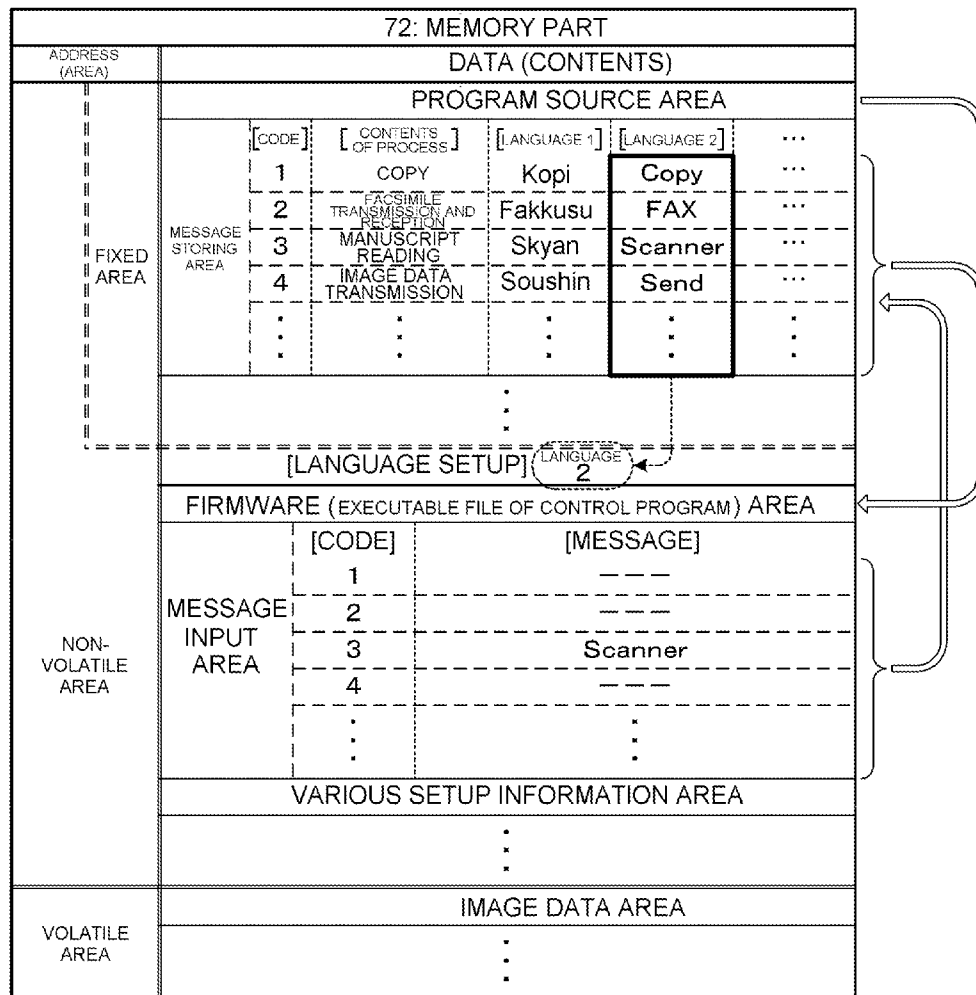 72: MEMORY PART
ADDRESS (AREA) DATA (CONTENTS)
PROGRAM SOURCE AREA
[CODE] [CONTENTS OF PROCESS] [LANGUAGE 1] [LANGUAGE 2] ...
1 COPY Kopi Copy ...
2 FACSIMILE TRANSMISSION AND RECEPTION Fakkusu FAX ...
MESSAGE STORING AREA
FIXED AREA
3 MANUSCRIPT READING Skyan Scanner ...
4 IMAGE DATA TRANSMISSION Soushin Send ...
[LANGUAGE SETUP] LANGUAGE 2
FIRMWARE (EXECUTABLE FILE OF CONTROL PROGRAM) AREA
[CODE] [MESSAGE]
1 ---
2 ---
MESSAGE INPUT AREA
3 Scanner
4 ---
NON-VOLATILE AREA
VARIOUS SETUP INFORMATION AREA
IMAGE DATA AREA
VOLATILE AREA